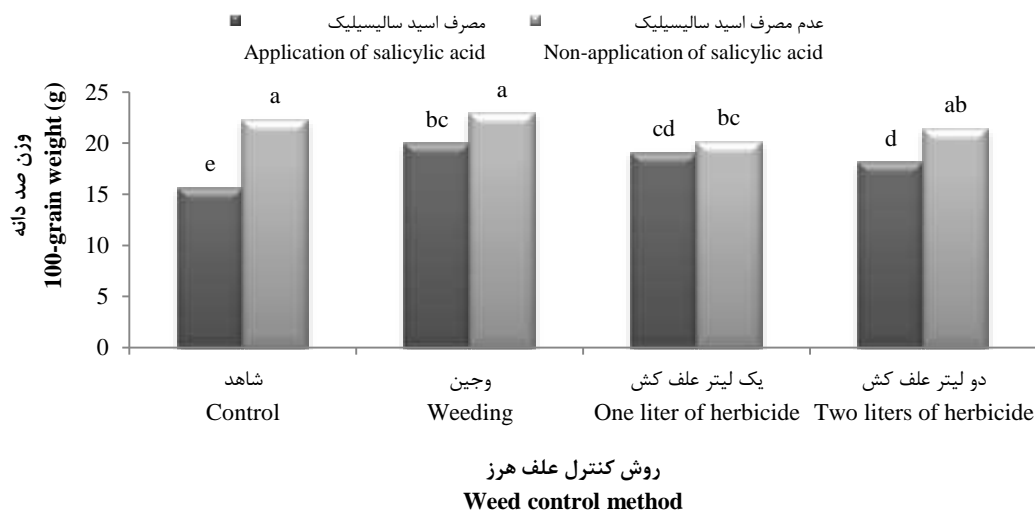 مصرف اسید سالیسیلیک
Application of salicylic acid
عدم مصرف اسید سالیسیلیک
Non-application of salicylic acid
وزن صد دانه
100-grain weight (g)
25
20
15
10
5
0
e
a
bc
a
cd
bc
d
ab
شاهد
Control
وجین
Weeding
یک لیتر علف کش
One liter of herbicide
دو لیتر علف کش
Two liters of herbicide
روش کنترل علف هرز
Weed control method